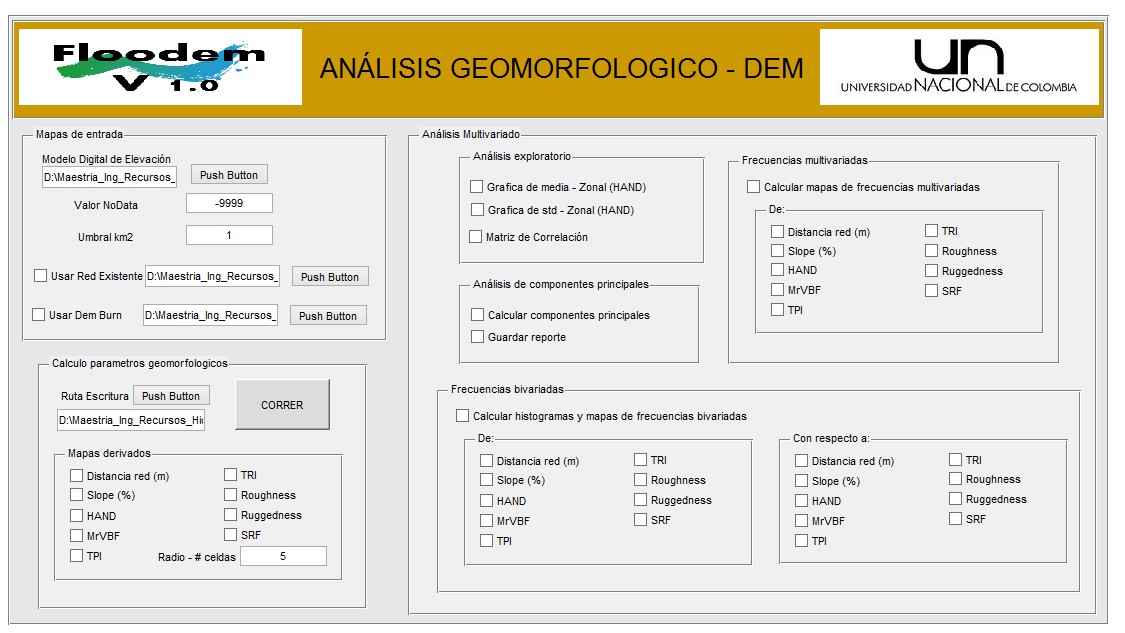 Floodem
V 1.0
ANÁLISIS GEOMORFOLOGICO - DEM
un
UNIVERSIDAD NACIONAL DE COLOMBIA
Mapas de entrada
Modelo Digital de Elevación
D:\Maestria_Ing_Recursos_
Push Button
Valor NoData
-9999
Umbral km2
1
Usar Red Existente
D:\Maestria_Ing_Recursos_
Push Button
Usar Dem Burn
D:\Maestria_Ing_Recursos_
Push Button
Calculo parametros geomorfologicos
Ruta Escritura
Push Button
CORRER
D:\Maestria_Ing_Recursos_Hi
Mapas derivados
Distancia red (m)
TRI
Slope (%)
Roughness
HAND
Ruggedness
MrVBF
SRF
TPI
Radio - # celdas
5
Análisis Multivariado
Análisis exploratorio
Grafica de media - Zonal (HAND)
Grafica de std - Zonal (HAND)
Matriz de Correlación
Análisis de componentes principales
Calcular componentes principales
Guardar reporte
Frecuencias multivariadas
Calcular mapas de frecuencias multivariadas
De:
Distancia red (m)
TRI
Slope (%)
Roughness
HAND
Ruggedness
MrVBF
SRF
TPI
Frecuencias bivariadas
Calcular histogramas y mapas de frecuencias bivariadas
De:
Distancia red (m)
TRI
Slope (%)
Roughness
HAND
Ruggedness
MrVBF
SRF
TPI
Con respecto a:
Distancia red (m)
TRI
Slope (%)
Roughness
HAND
Ruggedness
MrVBF
SRF
TPI